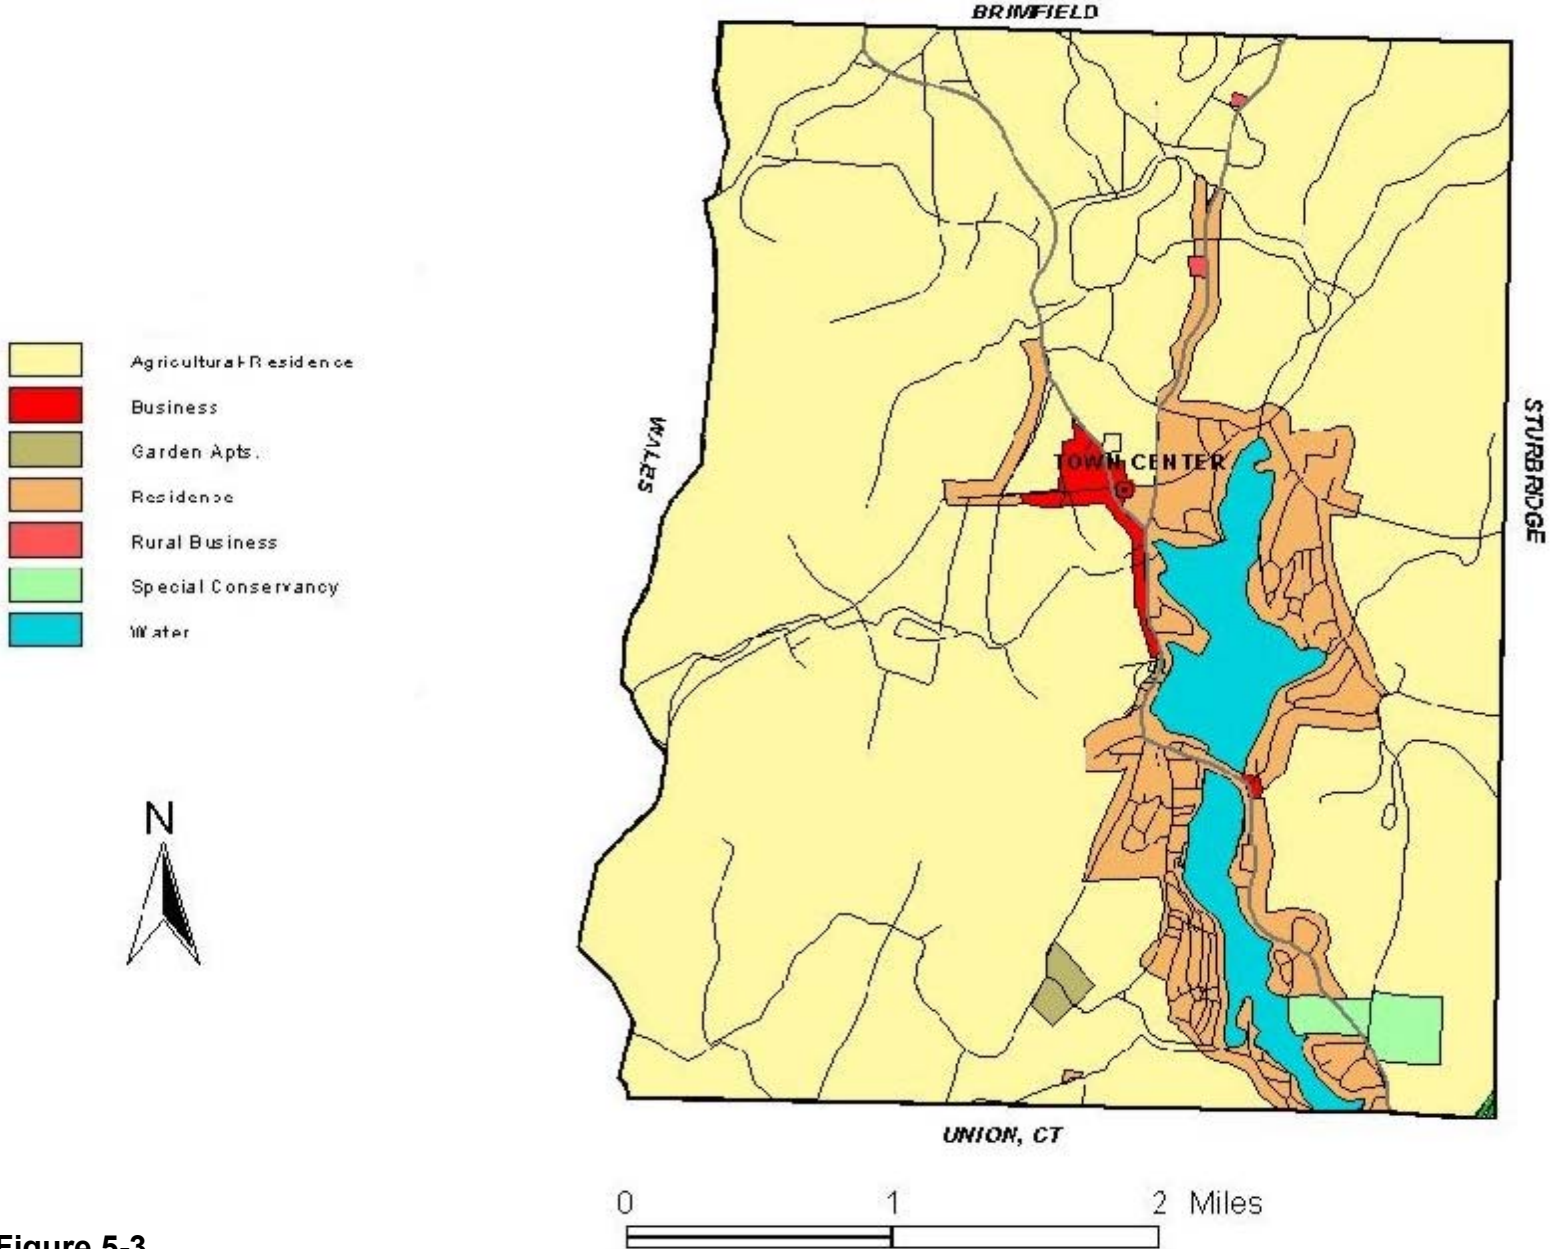 BRIMFIELD
Agricultural-Residence
Business
Garden Apts.
Residence
Rural Business
Special Conservancy
Water
WALES
STURBRIDGE
TOWN CENTER
N
UNION, CT
0 1 2 Miles
Figure 5-3